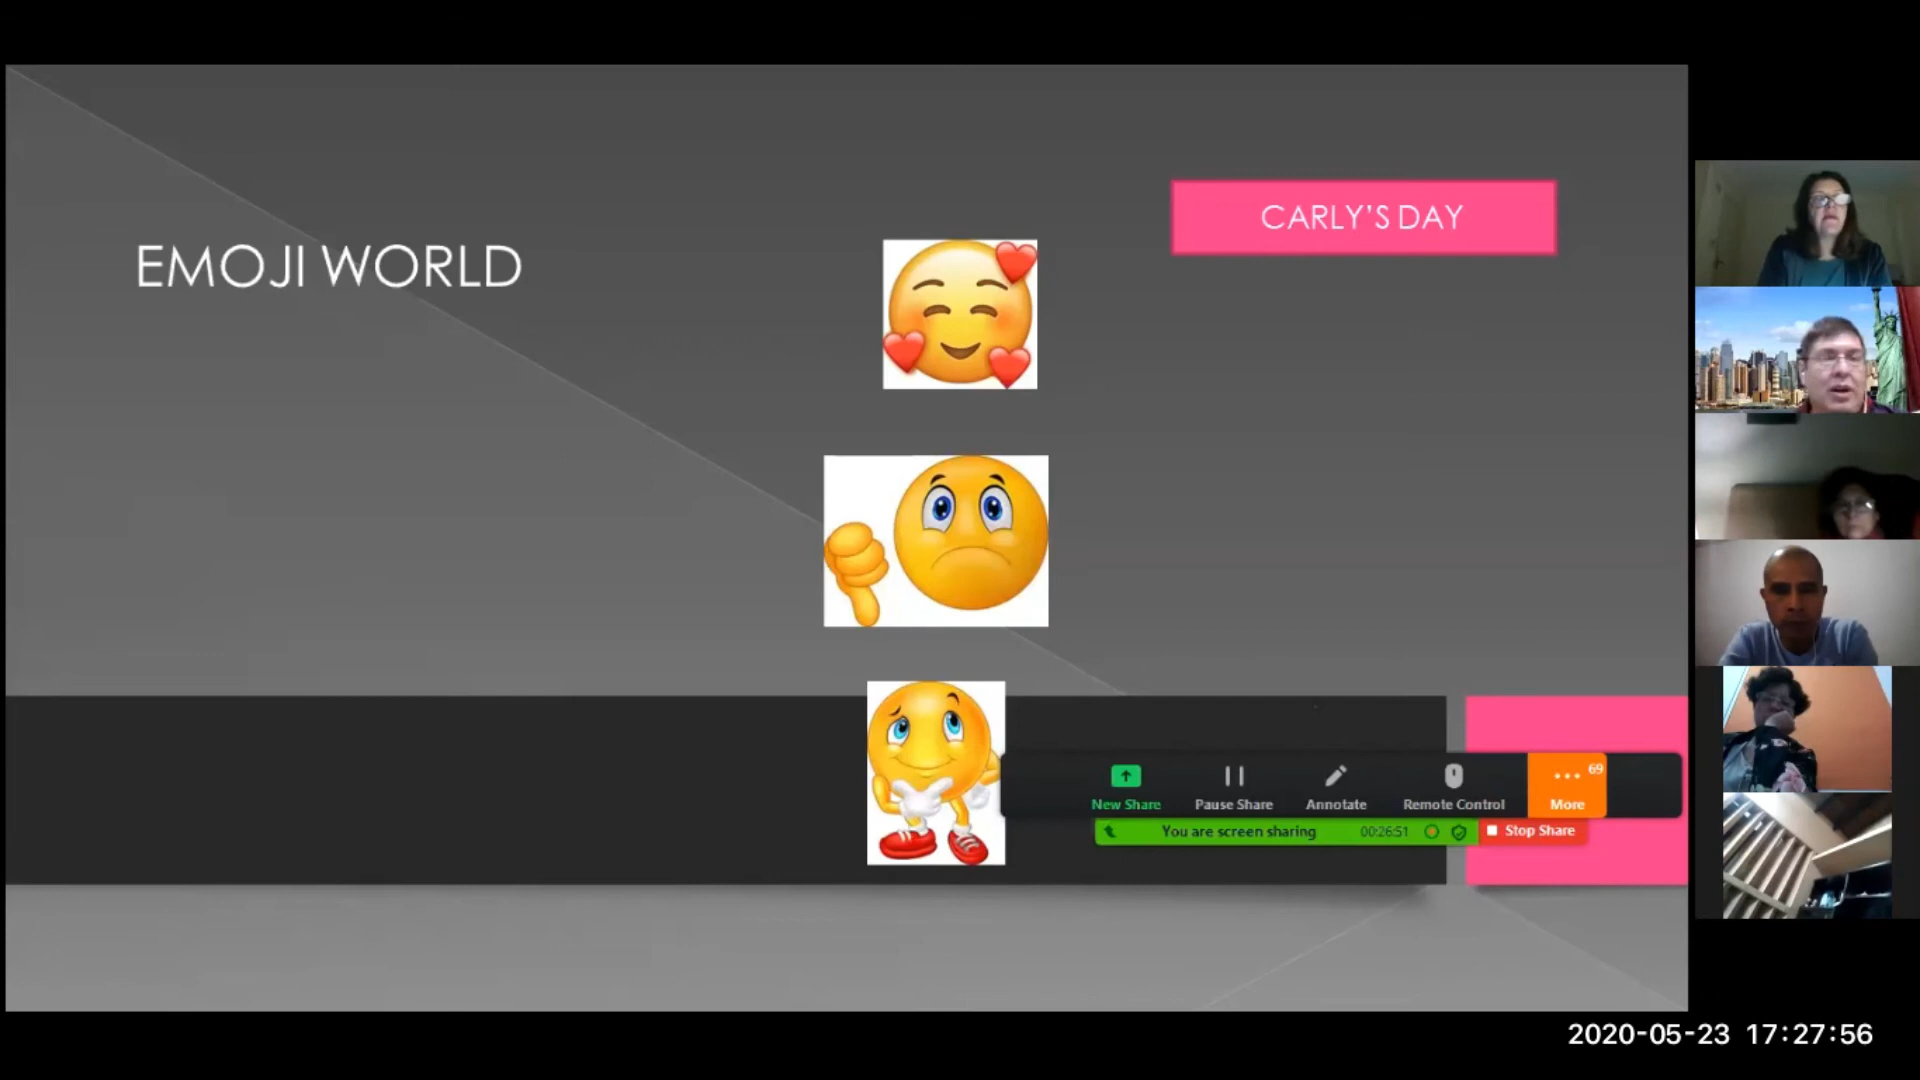 CARLY'S DAY
EMOJI WORLD
69
New Share
Pause Share
Annotate
Remote Control
More
You are screen sharing
00:26:51
Stop Share
2020-05-23 17:27:56